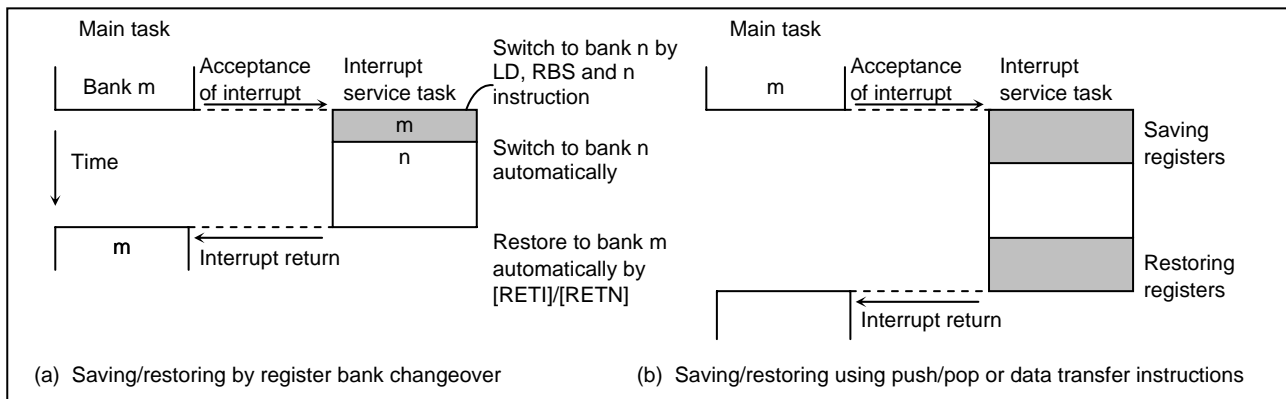 Main task
Bank m
Acceptance
of interrupt
Interrupt
service task
Switch to bank n by
LD, RBS and n
instruction
m
n
Switch to bank n
automatically
Time
m
Interrupt return
Restore to bank m
automatically by
[RETI]/[RETN]
(a) Saving/restoring by register bank changeover
Main task
m
Acceptance
of interrupt
Interrupt
service task
Saving
registers
Restoring
registers
Interrupt return
(b) Saving/restoring using push/pop or data transfer instructions